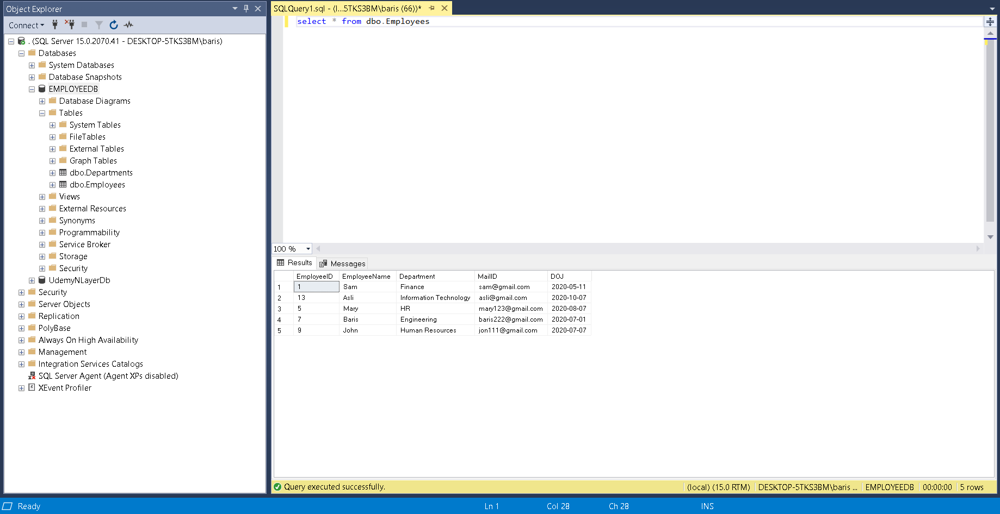 Object Explorer
Connect
. (SQL Server 15.0.2070.41 - DESKTOP-5TKS3BM\baris)
Databases
System Databases
Database Snapshots
EMPLOYEEDB
Database Diagrams
Tables
System Tables
FileTables
External Tables
Graph Tables
dbo.Departments
dbo.Employees
Views
External Resources
Synonyms
Programmability
Service Broker
Storage
Security
UdemyNLayerDb
Security
Server Objects
Replication
PolyBase
Always On High Availability
Management
Integration Services Catalogs
SQL Server Agent (Agent XPs disabled)
XEvent Profiler
SQLQuery1.sql - (l...5TKS3BM\baris (66))*
select * from dbo.Employees
100 %
Results Messages
EmployeeID EmployeeName Department MailID DOJ
1 1 Sam Finance sam@gmail.com 2020-05-11
2 13 Asli Information Technology asli@gmail.com 2020-10-07
3 5 Mary HR mary123@gmail.com 2020-08-07
4 7 Baris Engineering baris222@gmail.com 2020-07-01
5 9 John Human Resources jon111@gmail.com 2020-07-07
Query executed successfully. (local) (15.0 RTM) DESKTOP-5TKS3BM\baris ... EMPLOYEEDB 00:00:00 5 rows
Ready Ln 1 Col 28 Ch 28 INS